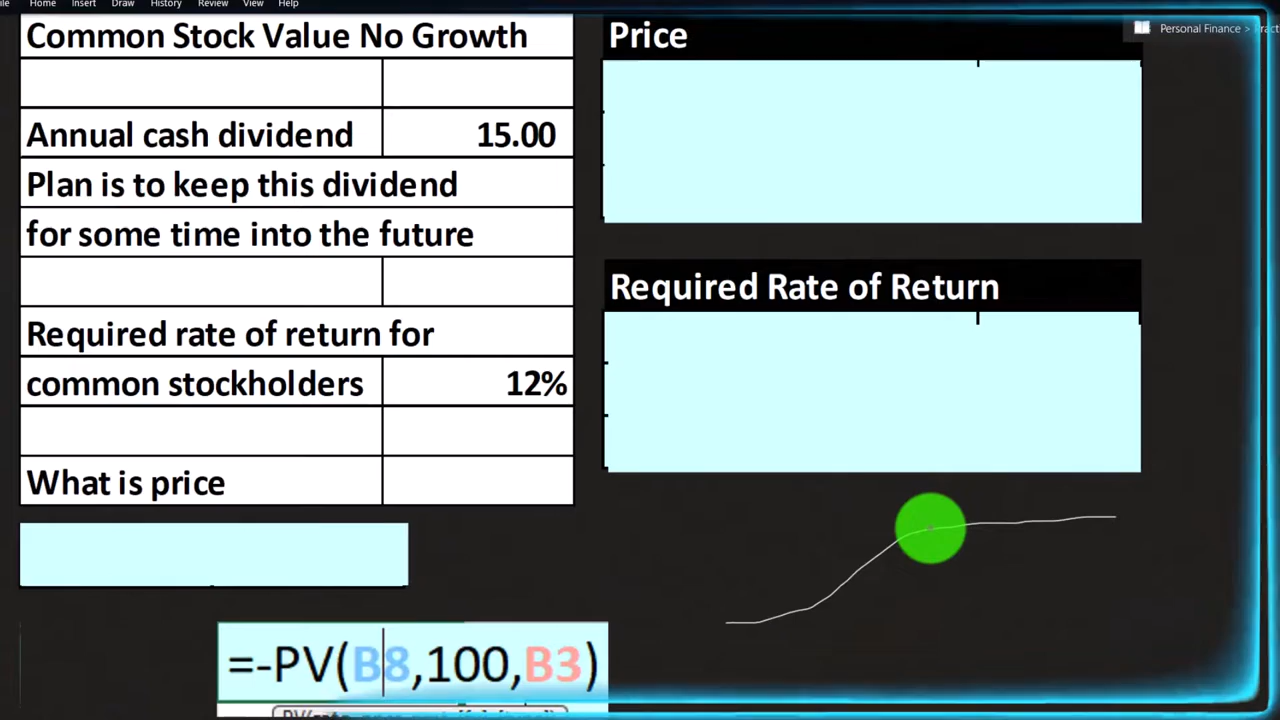 Home Insert Draw History Review View Help
Common Stock Value No Growth
Annual cash dividend 15.00
Plan is to keep this dividend
for some time into the future
Required rate of return for
common stockholders 12%
What is price
Price
Personal Finance >
Required Rate of Return
=-PV(B8,100,B3)